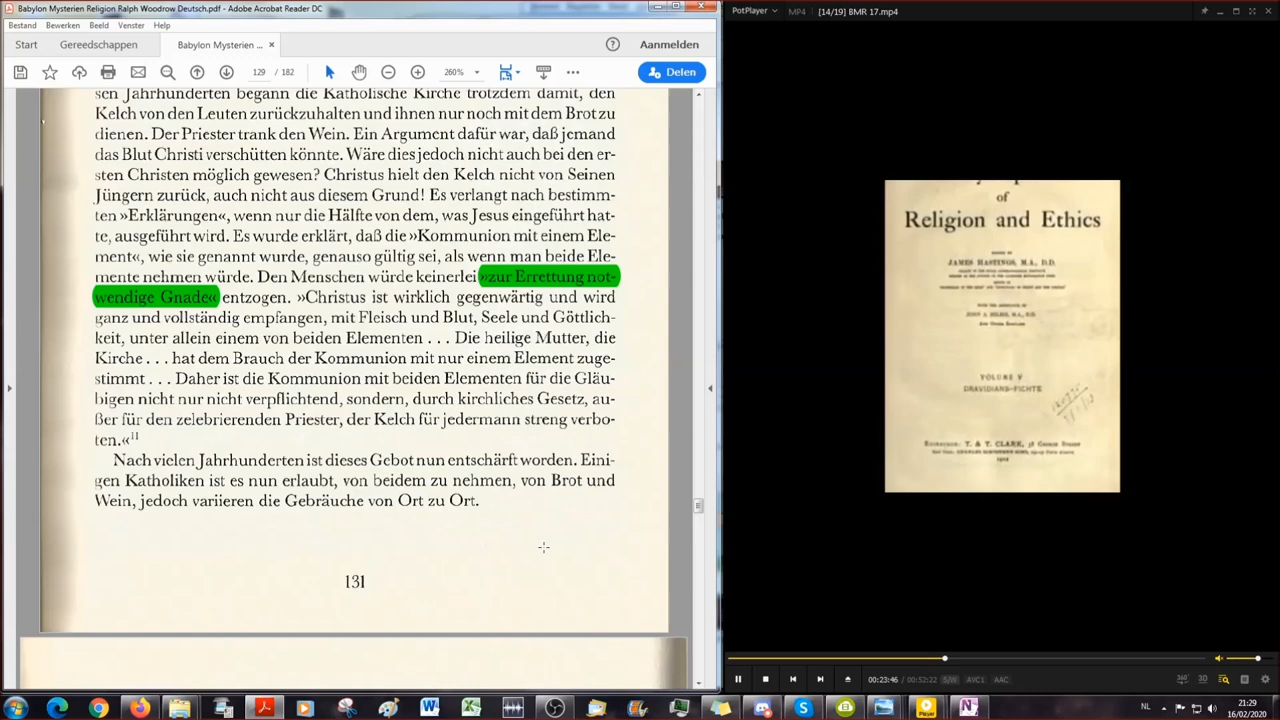 Babylon Mysterien Religion Ralph Woodrow Deutsch.pdf - Adobe Acrobat Reader DC
Bestand Bewerken Beeld Venster Help
Start Gereedschappen Babylon Mysterien ... × Aanmelden
129 / 182 260% Delen
sen Jahrhunderten begann die Katholische Kirche trotzdem damit, den
Kelch von den Leuten zurückzuhalten und ihnen nur noch mit dem Brot zu
dienen. Der Priester trank den Wein. Ein Argument dafür war, daß jemand
das Blut Christi verschütten könnte. Wäre dies jedoch nicht auch bei den er-
sten Christen möglich gewesen? Christus hielt den Kelch nicht von Seinen
Jüngern zurück, auch nicht aus diesem Grund! Es verlangt nach bestimm-
ten »Erklärungen«, wenn nur die Hälfte von dem, was Jesus eingeführt hat-
te, ausgeführt wird. Es wurde erklärt, daß die »Kommunion mit einem Ele-
ment«, wie sie genannt wurde, genauso gültig sei, als wenn man beide Ele-
mente nehmen würde. Den Leuten würde keinerlei »zur Errettung not-
wendige Gnade« entzogen. »Christus ist wirklich gegenwärtig und wird
ganz und vollständig empfangen, mit Fleisch und Blut, Seele und Göttlich-
keit, unter allein einem von beiden Elementen . . . Die heilige Mutter, die
Kirche . . . hat dem Brauch der Kommunion mit nur einem Element zuge-
stimmt . . . Daher ist die Kommunion mit beiden Elementen für die Gläu-
bigen nicht nur nicht verpflichtend, sondern, durch kirchliches Gesetz, au-
ßer für den zelebrierenden Priester, der Kelch für jedermann streng verbo-
ten.«11
Nach vielen Jahrhunderten ist dieses Gebot nun entschärft worden. Eini-
gen Katholiken ist es nun erlaubt, von beidem zu nehmen, von Brot und
Wein, jedoch variieren die Gebräuche von Ort zu Ort.
131
PotPlayer MP4 [14/19] BMR 17.mp4
of
Religion and Ethics
EDITED BY
JAMES HASTINGS, M.A., D.D.
VOLUME V
DRAVIDIANS-FICHTE
EDINBURGH: T. & T. CLARK, 38 GEORGE STREET
00:23:46 / 00:52:22 S/W AVC1 AAC
360° 3D
NL 21:29
16/02/2020